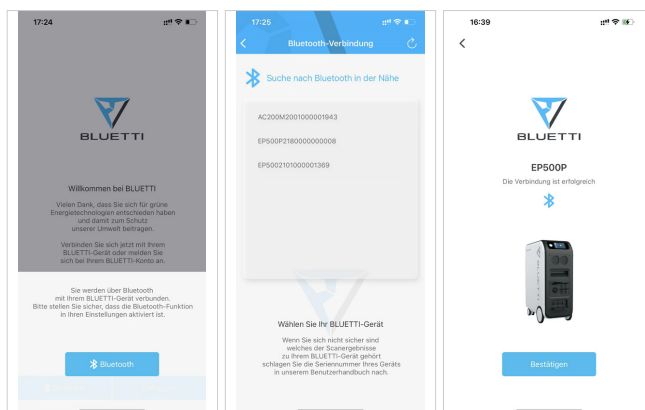 17:24
BLUETTI
Willkommen bei BLUETTI
Vielen Dank, dass Sie sich für grüne
Energietechnologien entschieden haben
und damit zum Schutz
unserer Umwelt beitragen.
Verbinden Sie sich jetzt mit Ihrem
BLUETTI-Gerät oder melden Sie
sich bei Ihrem BLUETTI-Konto an.
Sie werden über Bluetooth
mit Ihrem BLUETTI-Gerät verbunden.
Bitte stellen Sie sicher, dass die Bluetooth-Funktion
in Ihren Einstellungen aktiviert ist.
Bluetooth
17:25
Bluetooth-Verbindung
Suche nach Bluetooth in der Nähe
AC200M2001000001943
EP500P2180000000008
EP5002101000001369
Wählen Sie Ihr BLUETTI-Gerät
Wenn Sie sich nicht sicher sind
welches der Scanergebnisse
zu Ihrem BLUETTI-Gerät gehört
schlagen Sie die Seriennummer Ihres Geräts
in unserem Benutzerhandbuch nach.
16:39
BLUETTI
EP500P
Die Verbindung ist erfolgreich
Bestätigen